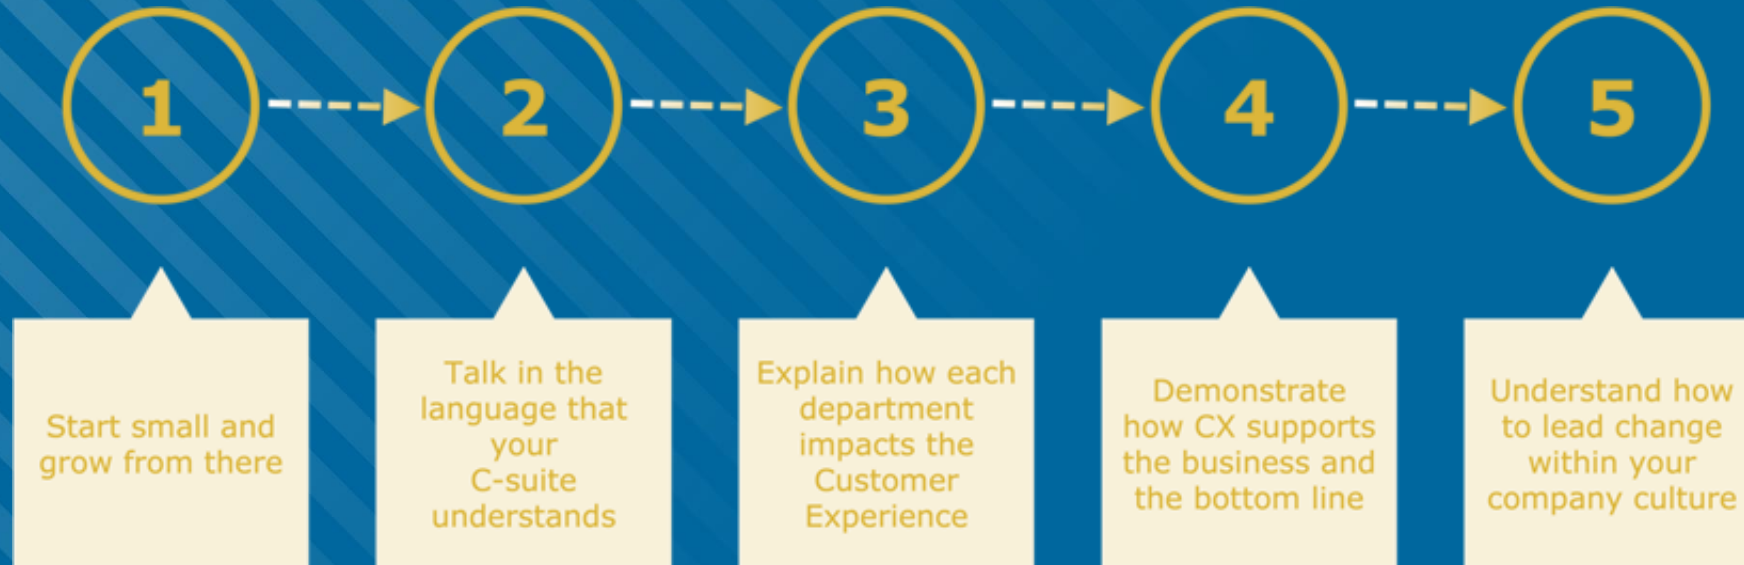 1
2
3
4
5
Start small and
grow from there
Talk in the
language that
your
C-suite
understands
Explain how each
department
impacts the
Customer
Experience
Demonstrate
how CX supports
the business and
the bottom line
Understand how
to lead change
within your
company culture